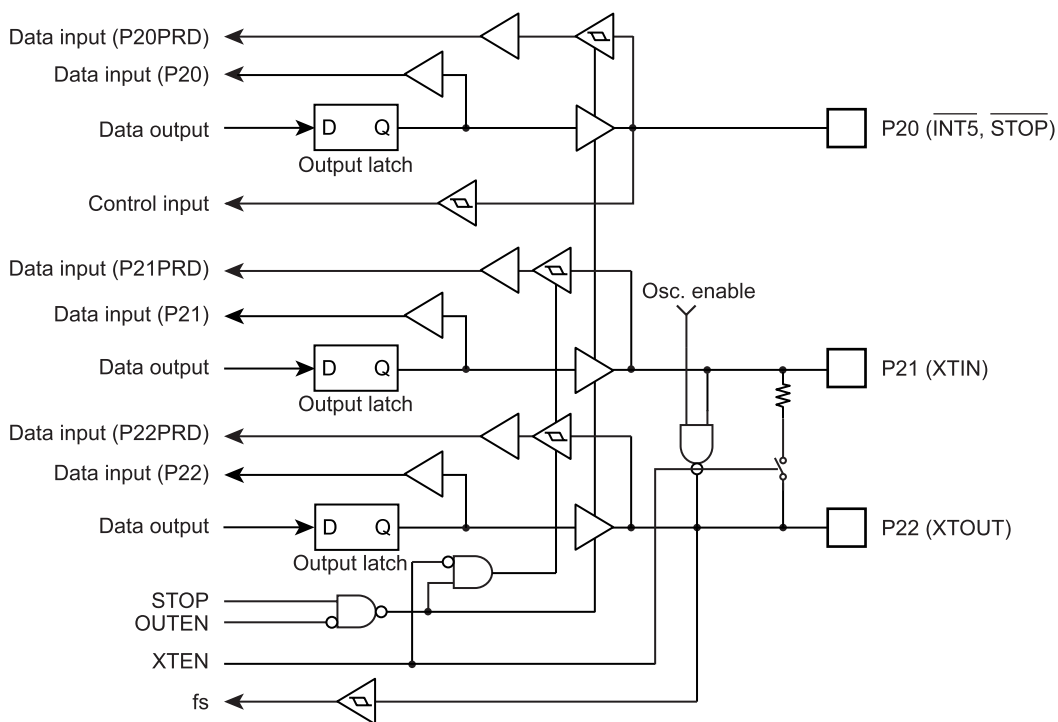 Data input (P20PRD)
Data input (P20)
Data output
D Q
Output latch
P20 (INT5, STOP)
Control input
Data input (P21PRD)
Osc. enable
Data input (P21)
Data output
D Q
Output latch
P21 (XTIN)
Data input (P22PRD)
Data input (P22)
Data output
D Q
Output latch
P22 (XTOUT)
STOP
OUTEN
XTEN
fs